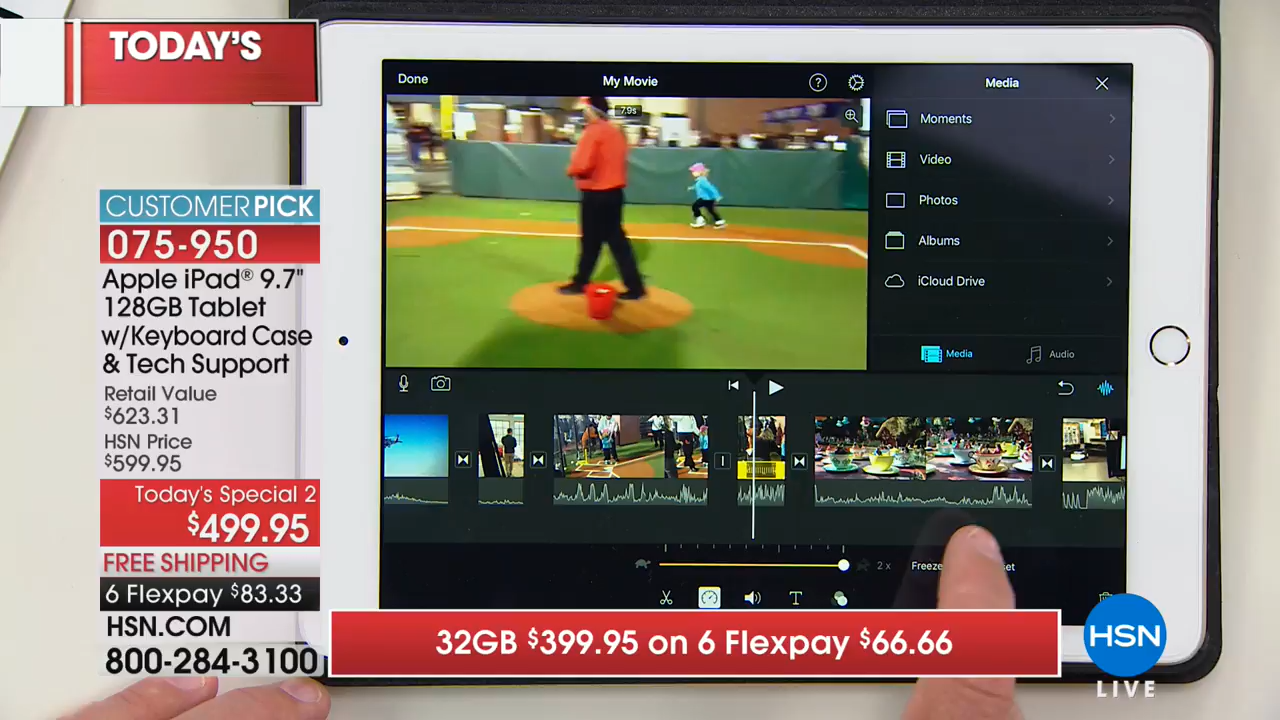 TODAY'S
CUSTOMER PICK
075-950
Apple iPad® 9.7"
128GB Tablet
w/Keyboard Case
& Tech Support
Retail Value
$623.31
HSN Price
$599.95
Today's Special 2
$499.95
FREE SHIPPING
6 Flexpay $83.33
HSN.COM
800-284-3100
Done
My Movie
?
7.9s
Media
Moments
Video
Photos
Albums
iCloud Drive
Media
Audio
2 x
T
32GB $399.95 on 6 Flexpay $66.66
HSN
LIVE